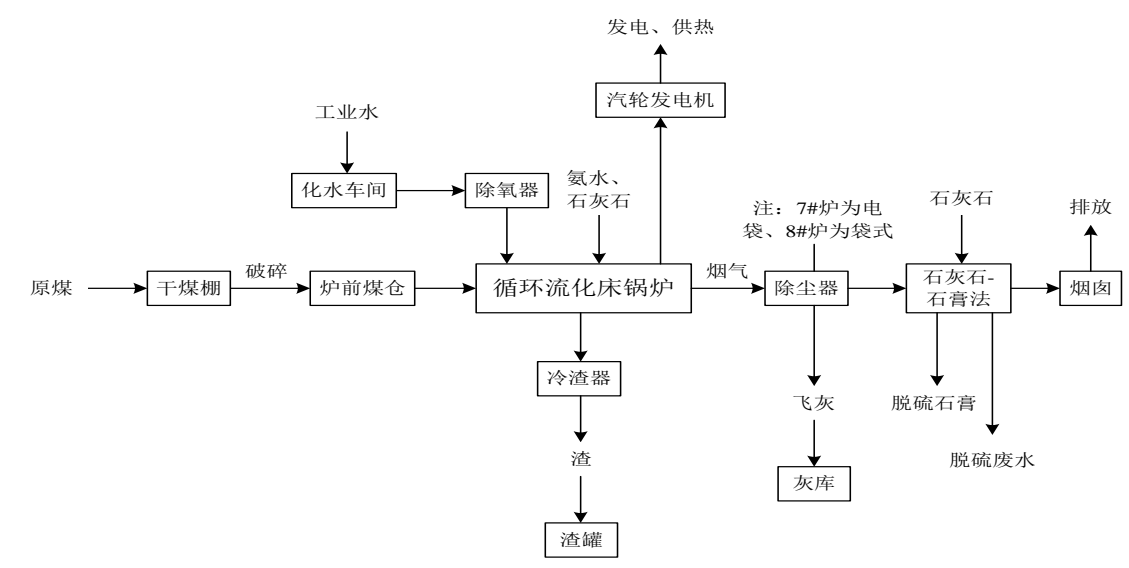 发电、供热
汽轮发电机
工业水
化水车间
除氧器
氨水、
石灰石
注：7#炉为电
袋、8#炉为袋式
石灰石
排放
原煤
干煤棚
破碎
炉前煤仓
循环流化床锅炉
烟气
除尘器
石灰石-
石膏法
烟囱
冷渣器
飞灰
脱硫石膏
渣
脱硫废水
灰库
渣罐